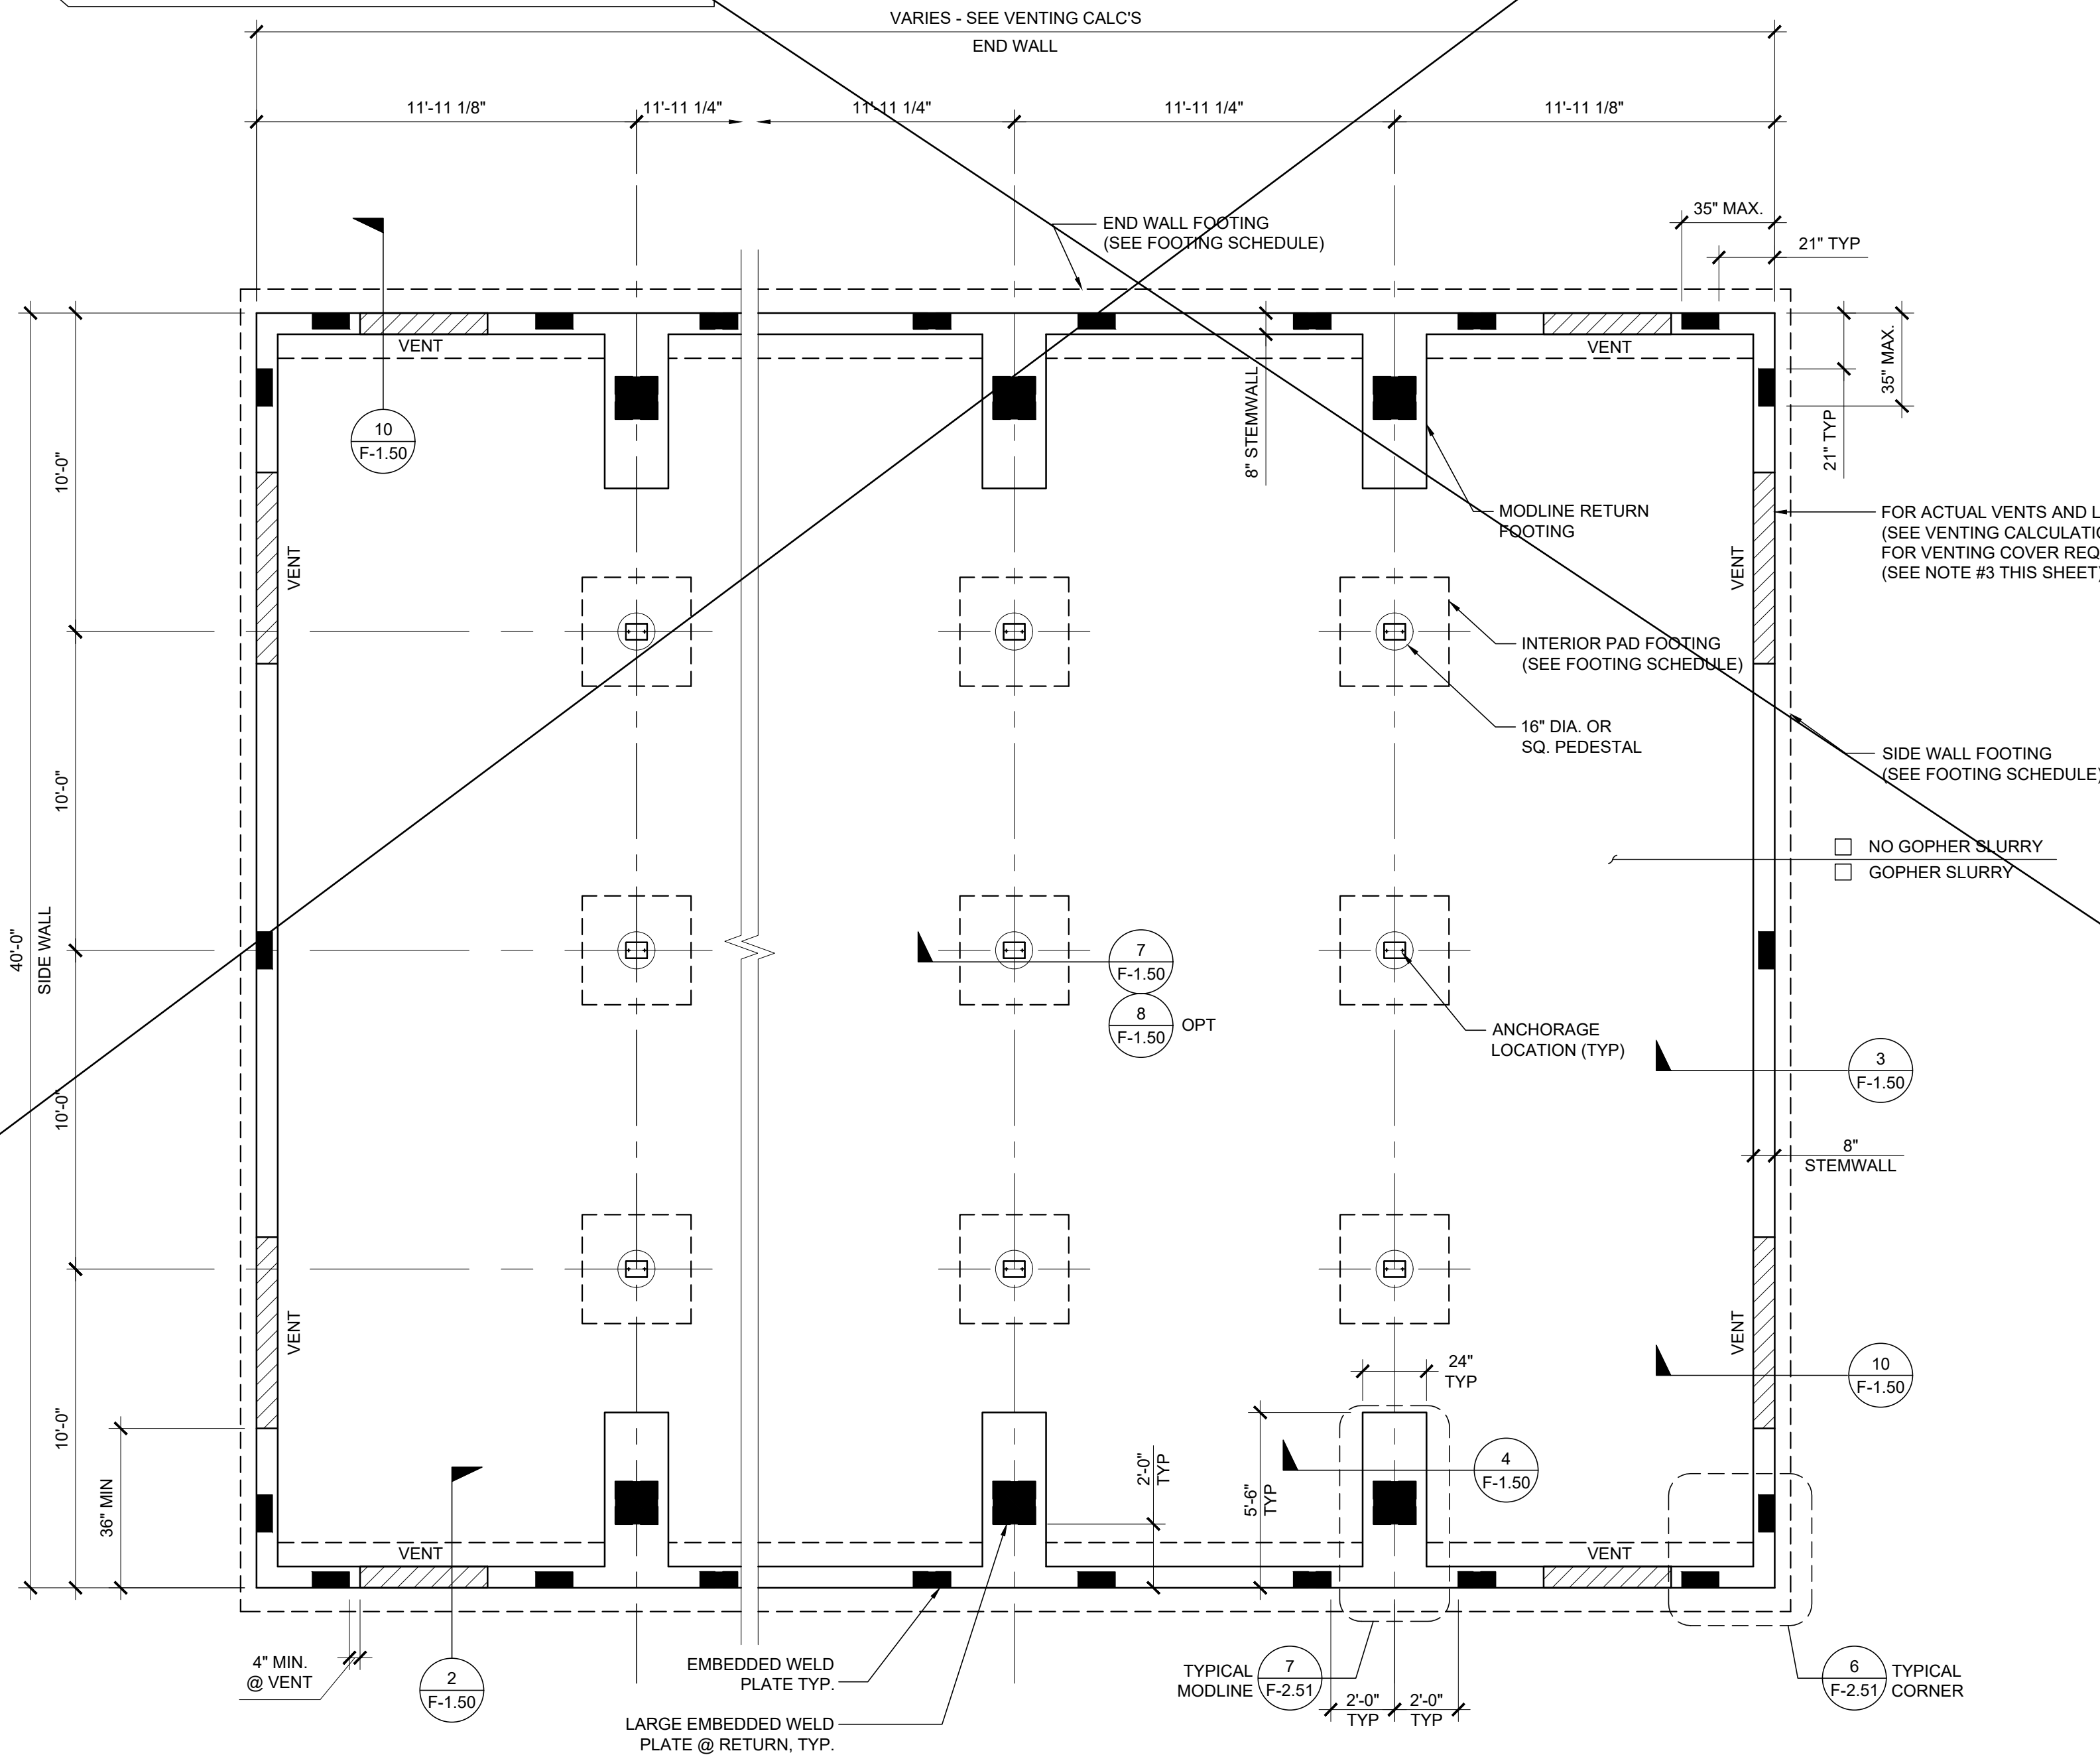 VARIES - SEE VENTING CALC'S
END WALL
11'-11 1/8"
11'-11 1/4"
11'-11 1/4"
11'-11 1/4"
11'-11 1/8"
END WALL FOOTING
(SEE FOOTING SCHEDULE)
35" MAX.
21" TYP
VENT
VENT
35" MAX.
21" TYP
8" STEMWALL
10
F-1.50
10'-0"
MODLINE RETURN
FOOTING
FOR ACTUAL VENTS AND L
(SEE VENTING CALCULATIO
FOR VENTING COVER REQ
(SEE NOTE #3 THIS SHEET)
VENT
VENT
INTERIOR PAD FOOTING
(SEE FOOTING SCHEDULE)
16" DIA. OR
SQ. PEDESTAL
SIDE WALL FOOTING
(SEE FOOTING SCHEDULE)
10'-0"
NO GOPHER SLURRY
GOPHER SLURRY
40'-0"
SIDE WALL
7
F-1.50
8
F-1.50
OPT
ANCHORAGE
LOCATION (TYP)
3
F-1.50
10'-0"
8"
STEMWALL
VENT
VENT
24"
TYP
10
F-1.50
10'-0"
36" MIN
2'-0"
TYP
5'-6"
TYP
4
F-1.50
VENT
VENT
4" MIN.
@ VENT
2
F-1.50
EMBEDDED WELD
PLATE TYP.
LARGE EMBEDDED WELD
PLATE @ RETURN, TYP.
TYPICAL
MODLINE
7
F-2.51
2'-0"
TYP
2'-0"
TYP
6
F-2.51
TYPICAL
CORNER